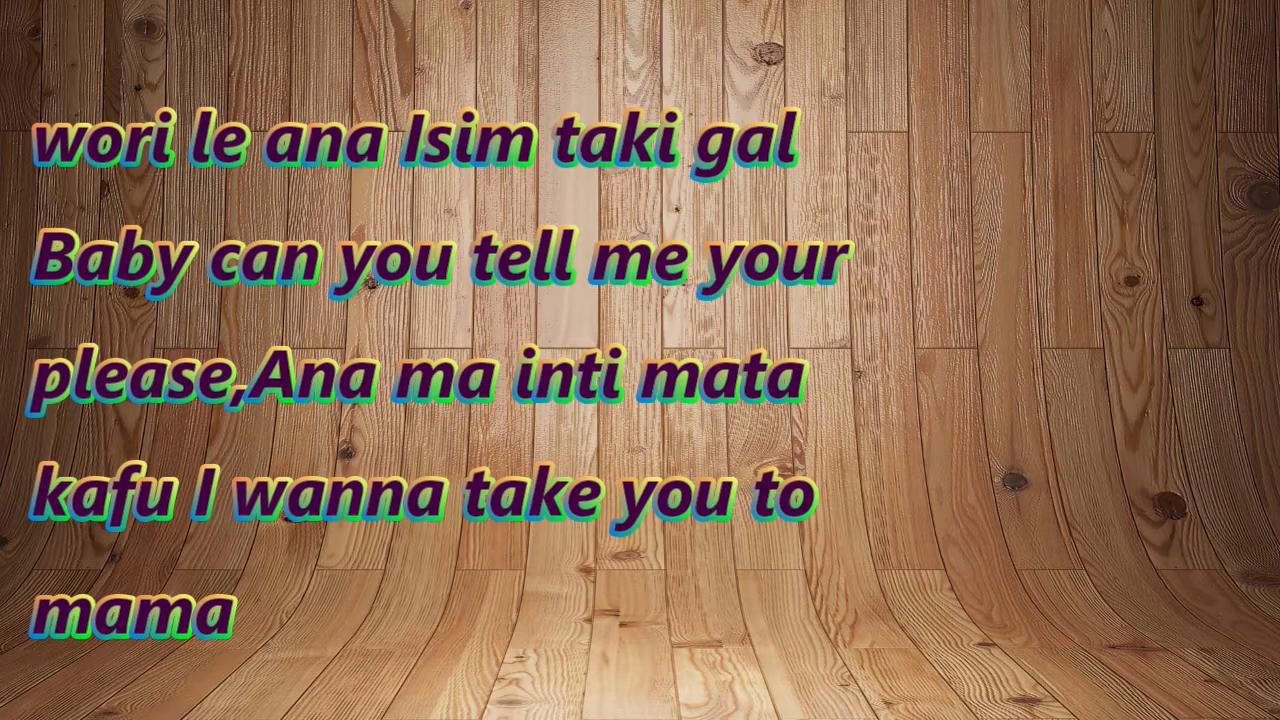 wori le ana Isim taki gal
Baby can you tell me your
please,Ana ma inti mata
kafu I wanna take you to
mama